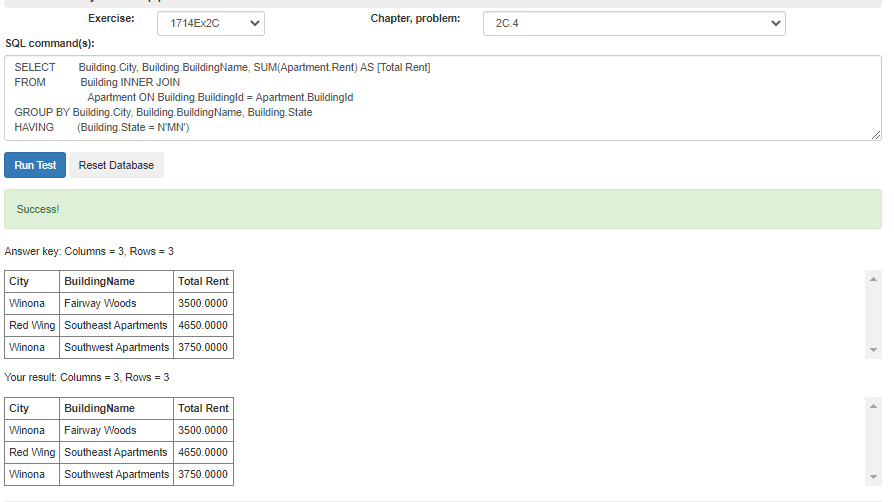 Exercise: 1714Ex2C Chapter, problem: 2C.4
SQL command(s):
SELECT Building.City, Building.BuildingName, SUM(Apartment.Rent) AS [Total Rent]
FROM Building INNER JOIN
Apartment ON Building.BuildingId = Apartment.BuildingId
GROUP BY Building.City, Building.BuildingName, Building.State
HAVING (Building.State = N'MN')
Run Test Reset Database
Success!
Answer key: Columns = 3, Rows = 3
City BuildingName Total Rent
Winona Fairway Woods 3500.0000
Red Wing Southeast Apartments 4650.0000
Winona Southwest Apartments 3750.0000
Your result: Columns = 3, Rows = 3
City BuildingName Total Rent
Winona Fairway Woods 3500.0000
Red Wing Southeast Apartments 4650.0000
Winona Southwest Apartments 3750.0000